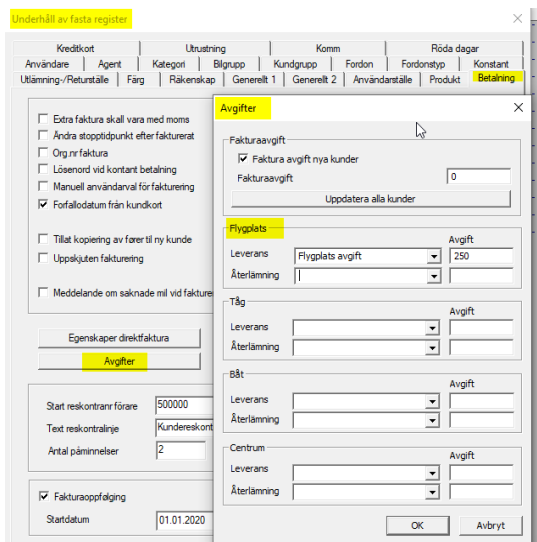 Underhåll av fasta register
Kreditkort Utrustning Komm Röda dagar
Användare Agent Kategori Bilgrupp Kundgrupp Fordon Fordonstyp Konstant
Utlämning-/Returställe Färg Räkenskap Generellt 1 Generellt 2 Användarställe Produkt Betalning
Extra faktura skall vara med moms
Ändra stopptidpunkt efter fakturerat
Org.nr faktura
Lösenord vid kontant betalning
Manuell användarval för fakturering
Forfallodatum från kundkort
Tillat kopiering av fører til ny kunde
Uppskjuten fakturering
Meddelande om saknade mil vid fakture
Egenskaper direktfaktura
Avgifter
Start reskontranr förare 500000
Text reskontralinje Kundereskont
Antal påminnelser 2
Fakturaoppfølging
Startdatum 01.01.2020
Avgifter
Fakturaavgift
Faktura avgift nya kunder
Fakturaavgift 0
Uppdatera alla kunder
Flygplats
Avgift
Leverans Flygplats avgift 250
Återlämning
Tåg
Avgift
Leverans
Återlämning
Båt
Avgift
Leverans
Återlämning
Centrum
Avgift
Leverans
Återlämning
OK Avbryt